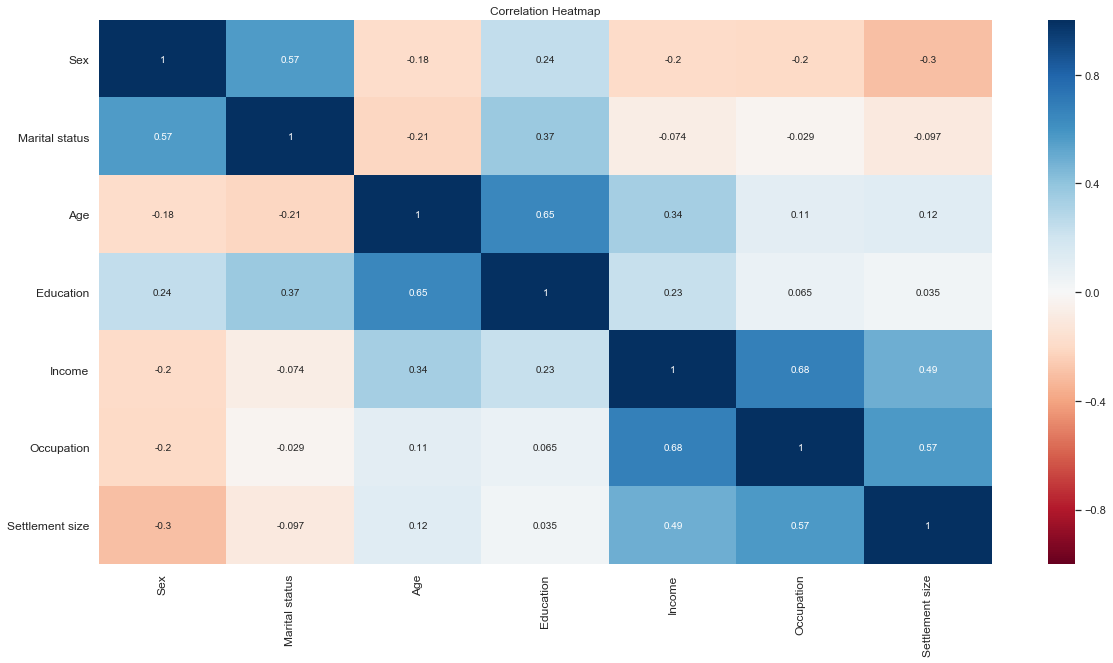 Correlation Heatmap
Sex 1 0.57 -0.18 0.24 -0.2 -0.2 -0.3
Marital status 0.57 1 -0.21 0.37 -0.074 -0.029 -0.097
Age -0.18 -0.21 1 0.65 0.34 0.11 0.12
Education 0.24 0.37 0.65 1 0.23 0.065 0.035
Income -0.2 -0.074 0.34 0.23 1 0.68 0.49
Occupation -0.2 -0.029 0.11 0.065 0.68 1 0.57
Settlement size -0.3 -0.097 0.12 0.035 0.49 0.57 1
Sex Marital status Age Education Income Occupation Settlement size
0.8
0.4
0.0
−0.4
−0.8